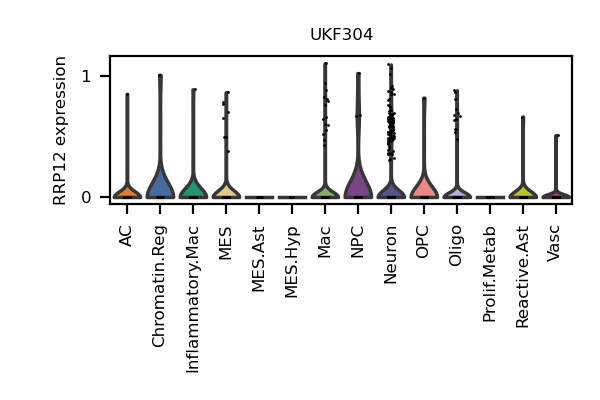 UKF304
RRP12 expression
1
0
AC
Chromatin.Reg
Inflammatory.Mac
MES
MES.Ast
MES.Hyp
Mac
NPC
Neuron
OPC
Oligo
Prolif.Metab
Reactive.Ast
Vasc